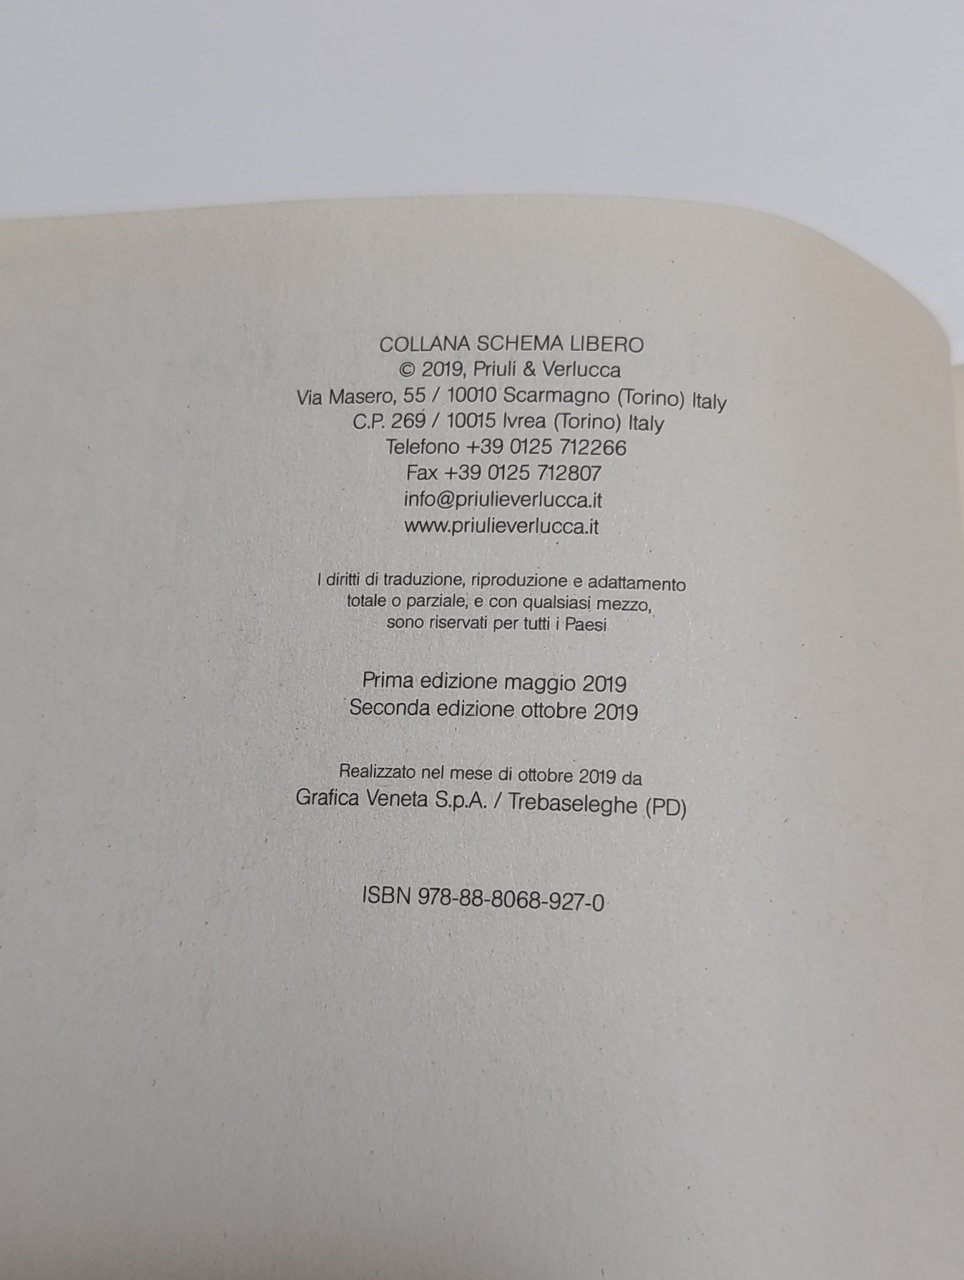 COLLANA SCHEMA LIBERO
© 2019, Priuli & Verlucca
Via Masero, 55 / 10010 Scarmagno (Torino) Italy
C.P. 269 / 10015 Ivrea (Torino) Italy
Telefono +39 0125 712266
Fax +39 0125 712807
info@priulieverlucca.it
www.priulieverlucca.it
I diritti di traduzione, riproduzione e adattamento
totale o parziale, e con qualsiasi mezzo,
sono riservati per tutti i Paesi
Prima edizione maggio 2019
Seconda edizione ottobre 2019
Realizzato nel mese di ottobre 2019 da
Grafica Veneta S.p.A. / Trebaseleghe (PD)
ISBN 978-88-8068-927-0